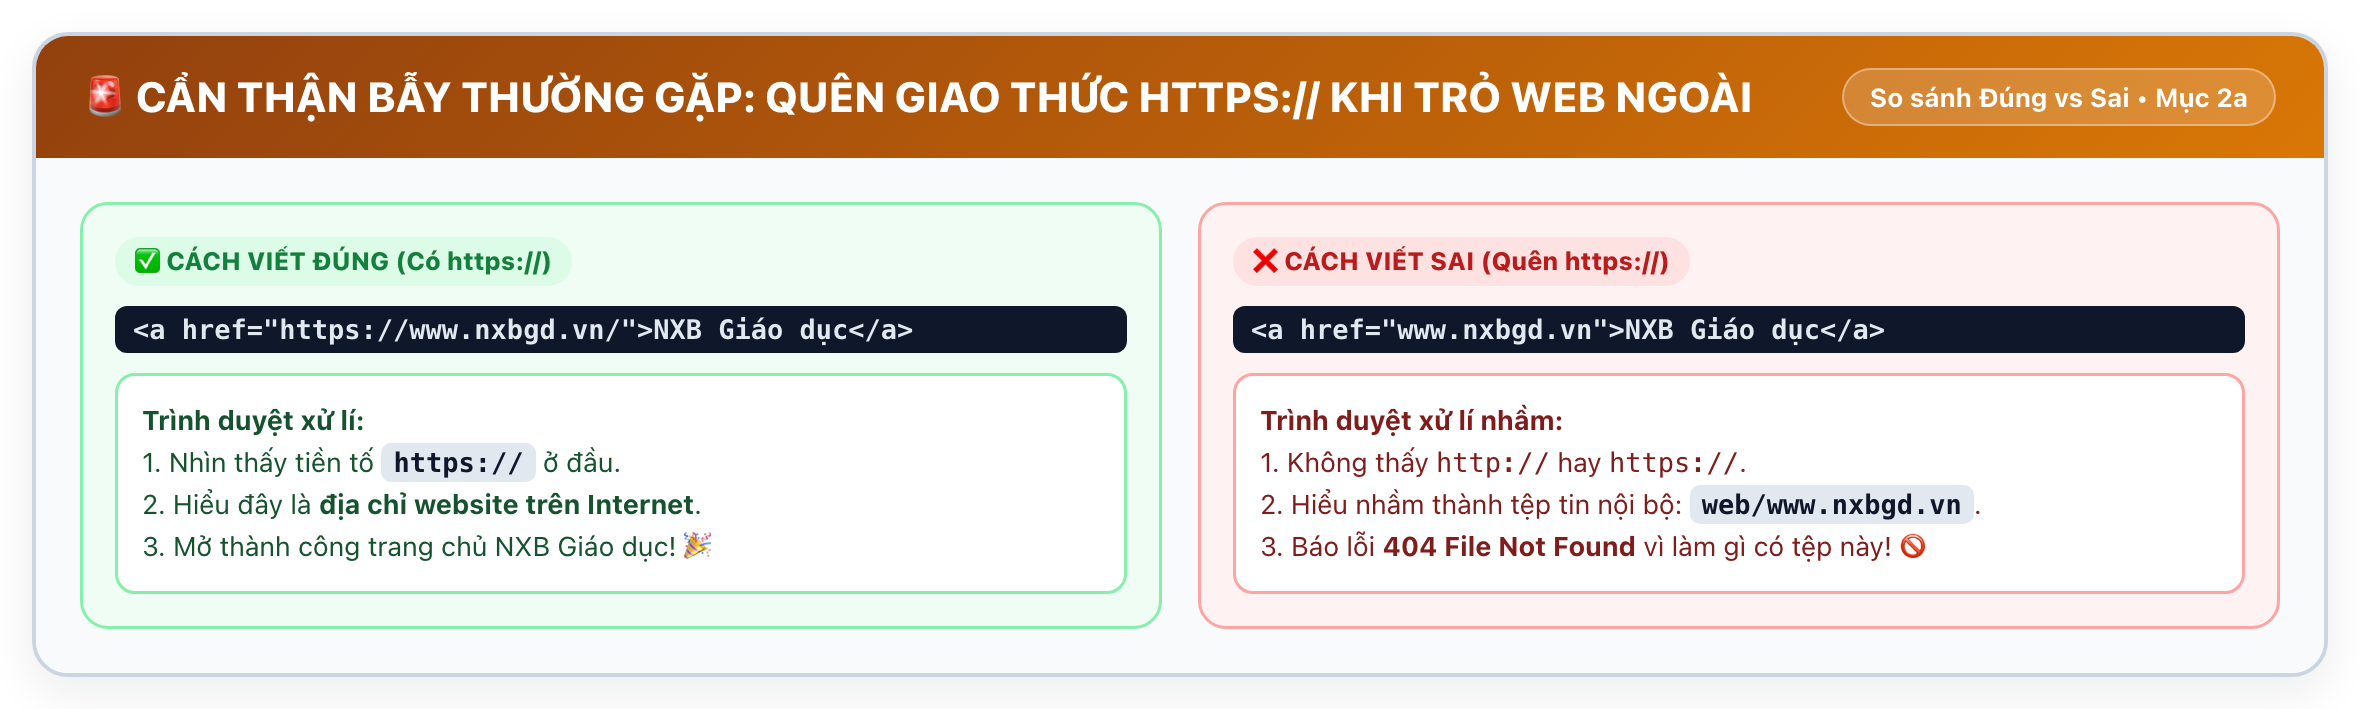 🚨 CẨN THẬN BẪY THƯỜNG GẶP: QUÊN GIAO THỨC HTTPS:// KHI TRỎ WEB NGOÀI
So sánh Đúng vs Sai • Mục 2a
✅ CÁCH VIẾT ĐÚNG (Có https://)
<a href="https://www.nxbgd.vn/">NXB Giáo dục</a>
Trình duyệt xử lí:
1. Nhìn thấy tiền tố https:// ở đầu.
2. Hiểu đây là địa chỉ website trên Internet.
3. Mở thành công trang chủ NXB Giáo dục! 🎉
❌ CÁCH VIẾT SAI (Quên https://)
<a href="www.nxbgd.vn">NXB Giáo dục</a>
Trình duyệt xử lí nhầm:
1. Không thấy http:// hay https://.
2. Hiểu nhầm thành tệp tin nội bộ: web/www.nxbgd.vn.
3. Báo lỗi 404 File Not Found vì làm gì có tệp này! 🚫